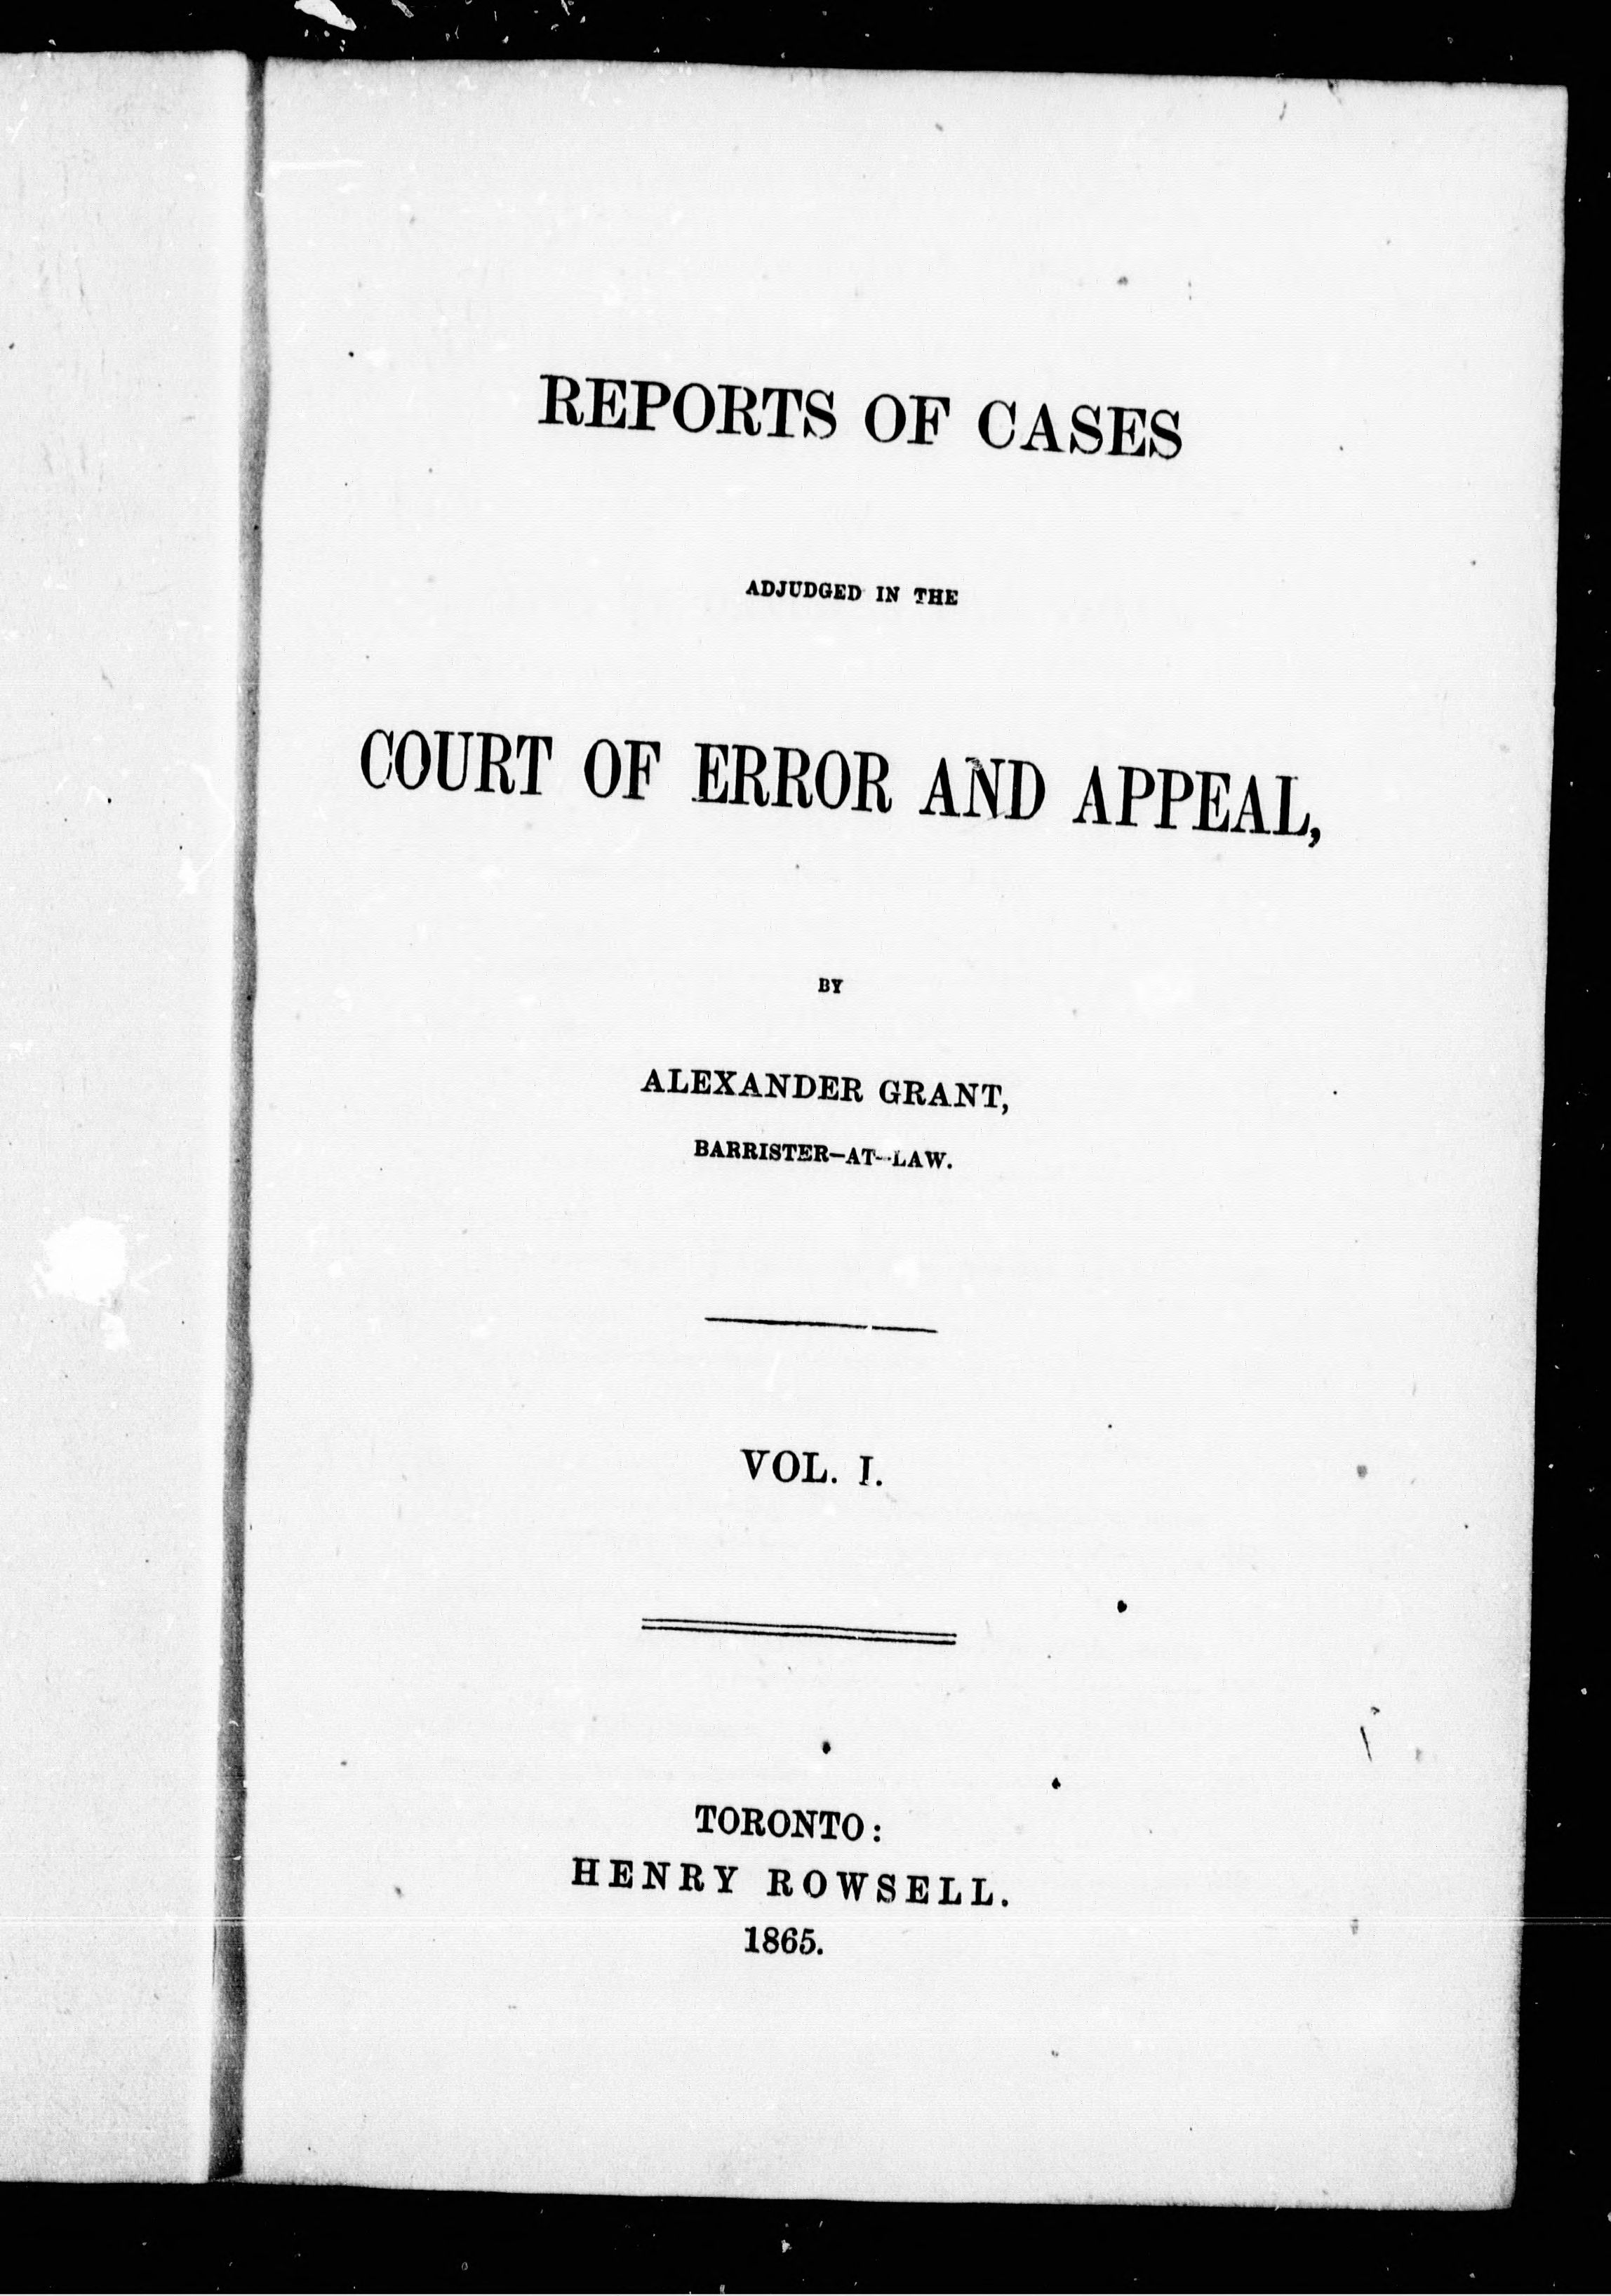 REPORTS OF CASES
ADJUDGED IN THE
COURT OF ERROR AND APPEAL,
BY
ALEXANDER GRANT,
BARRISTER-AT-LAW.
VOL. I.
TORONTO:
HENRY ROWSELL.
1865.